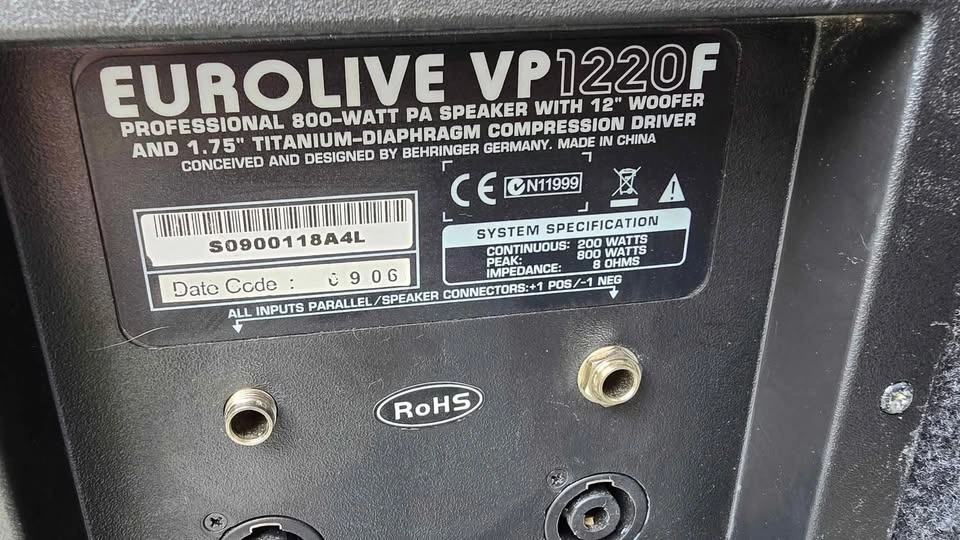 EUROLIVE VP1220F
PROFESSIONAL 800-WATT PA SPEAKER WITH 12" WOOFER
AND 1.75" TITANIUM-DIAPHRAGM COMPRESSION DRIVER
CONCEIVED AND DESIGNED BY BEHRINGER GERMANY. MADE IN CHINA
CE N11999
S0900118A4L
Date Code : 0906
SYSTEM SPECIFICATION
CONTINUOUS: 200 WATTS
PEAK: 800 WATTS
IMPEDANCE: 8 OHMS
ALL INPUTS PARALLEL/SPEAKER CONNECTORS:+1 POS/-1 NEG
RoHS